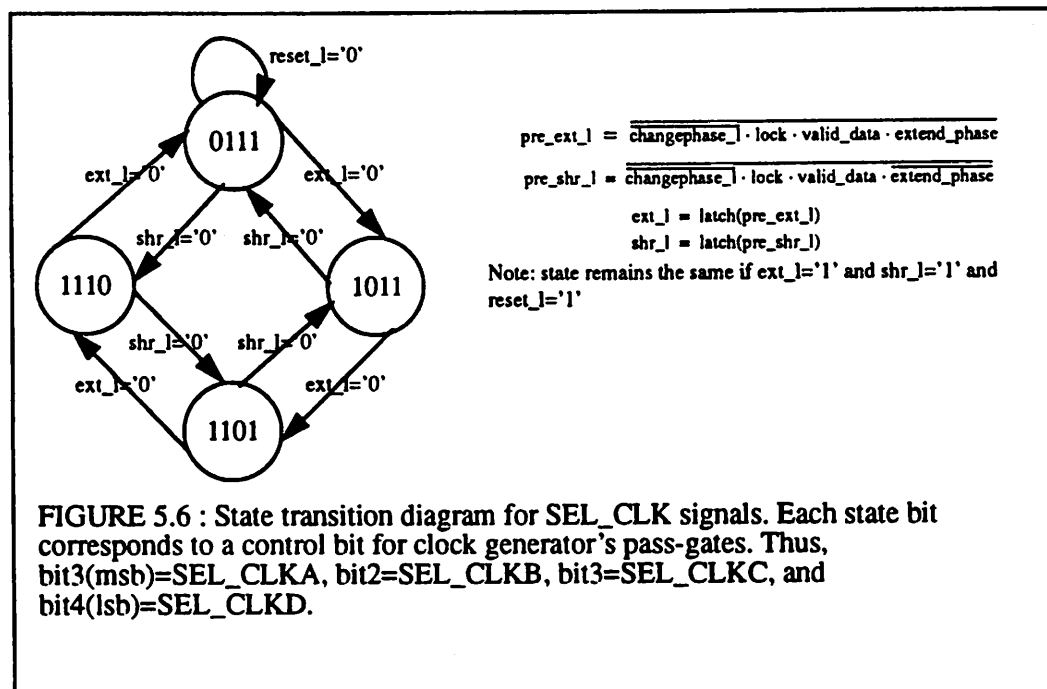 reset_l='0'
0111
ext_l='0'
ext_l='0'
shr_l='0'
shr_l='0'
1110
1011
shr_l='0'
shr_l='0'
ext_l='0'
ext_l='0'
1101
pre_ext_l = changephase_l · lock · valid_data · extend_phase
pre_shr_l = changephase_l · lock · valid_data · extend_phase
ext_l = latch(pre_ext_l)
shr_l = latch(pre_shr_l)
Note: state remains the same if ext_l='1' and shr_l='1' and
reset_l='1'
FIGURE 5.6 : State transition diagram for SEL_CLK signals. Each state bit
corresponds to a control bit for clock generator's pass-gates. Thus,
bit3(msb)=SEL_CLKA, bit2=SEL_CLKB, bit3=SEL_CLKC, and
bit4(lsb)=SEL_CLKD.